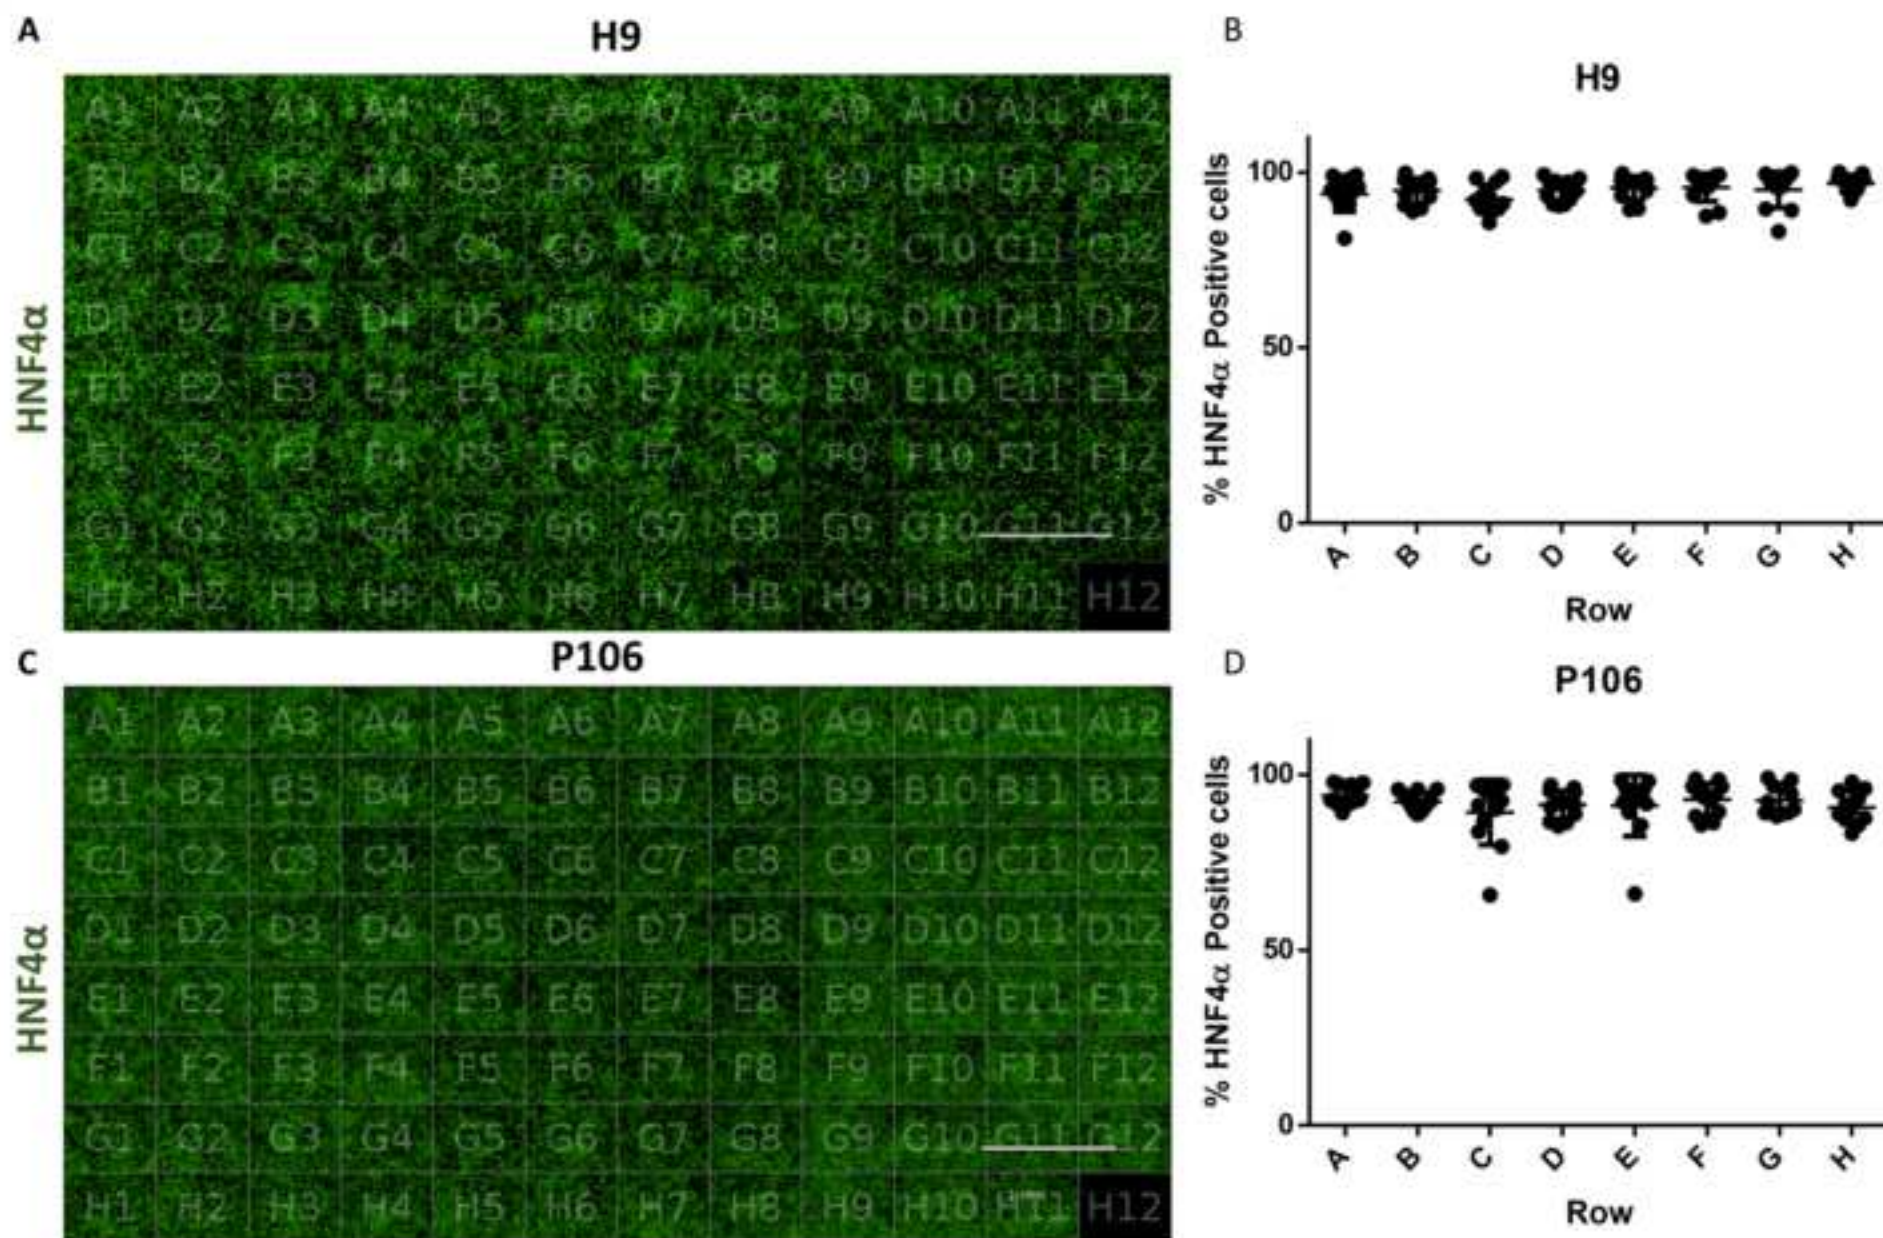 A
H9
HNF4α
A1 A2 A3 A4 A5 A6 A7 A8 A9 A10 A11 A12
B1 B2 B3 B4 B5 B6 B7 B8 B9 B10 B11 B12
C1 C2 C3 C4 C5 C6 C7 C8 C9 C10 C11 C12
D1 D2 D3 D4 D5 D6 D7 D8 D9 D10 D11 D12
E1 E2 E3 E4 E5 E6 E7 E8 E9 E10 E11 E12
F1 F2 F3 F4 F5 F6 F7 F8 F9 F10 F11 F12
G1 G2 G3 G4 G5 G6 G7 G8 G9 G10 G11 G12
H1 H2 H3 H4 H5 H6 H7 H8 H9 H10 H11 H12
B
H9
% HNF4α Positive cells
100
50
0
A B C D E F G H
Row
C
P106
HNF4α
A1 A2 A3 A4 A5 A6 A7 A8 A9 A10 A11 A12
B1 B2 B3 B4 B5 B6 B7 B8 B9 B10 B11 B12
C1 C2 C3 C4 C5 C6 C7 C8 C9 C10 C11 C12
D1 D2 D3 D4 D5 D6 D7 D8 D9 D10 D11 D12
E1 E2 E3 E4 E5 E6 E7 E8 E9 E10 E11 E12
F1 F2 F3 F4 F5 F6 F7 F8 F9 F10 F11 F12
G1 G2 G3 G4 G5 G6 G7 G8 G9 G10 G11 G12
H1 H2 H3 H4 H5 H6 H7 H8 H9 H10 H11 H12
D
P106
% HNF4α Positive cells
100
50
0
A B C D E F G H
Row